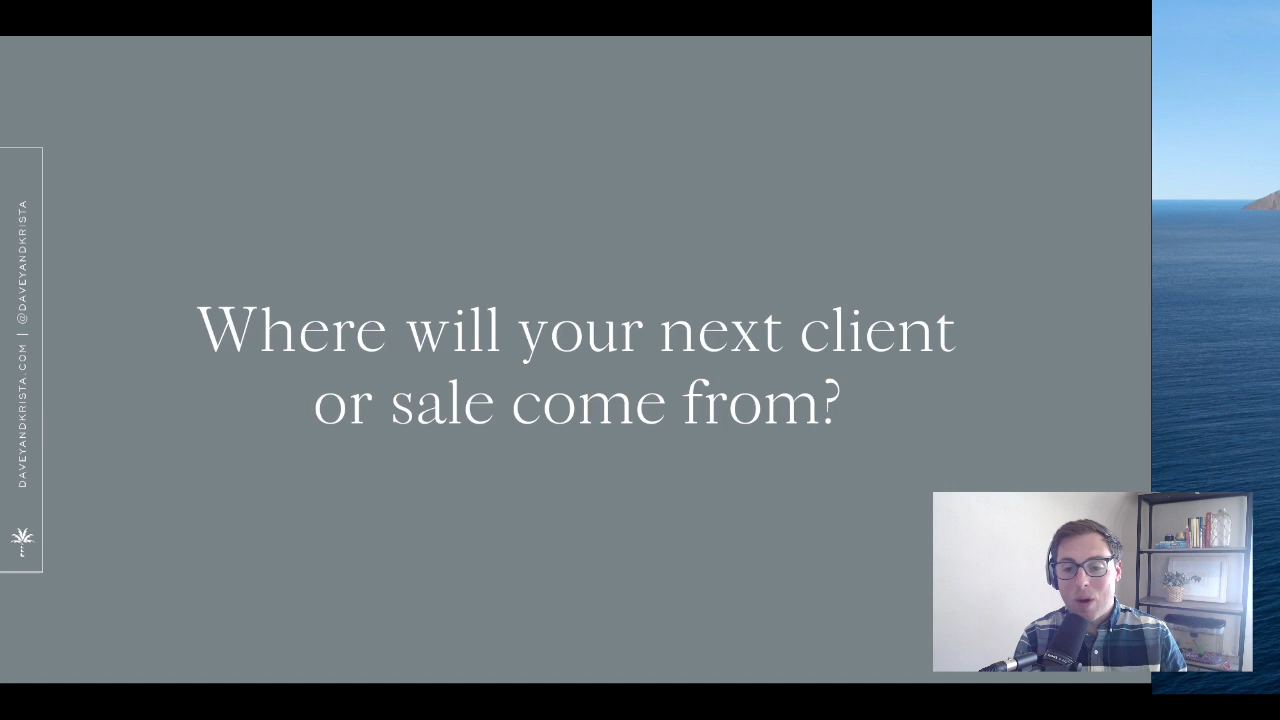 Where will your next client
or sale come from?
DAVEYANDKRISTA.COM | @DAVEYANDKRISTA